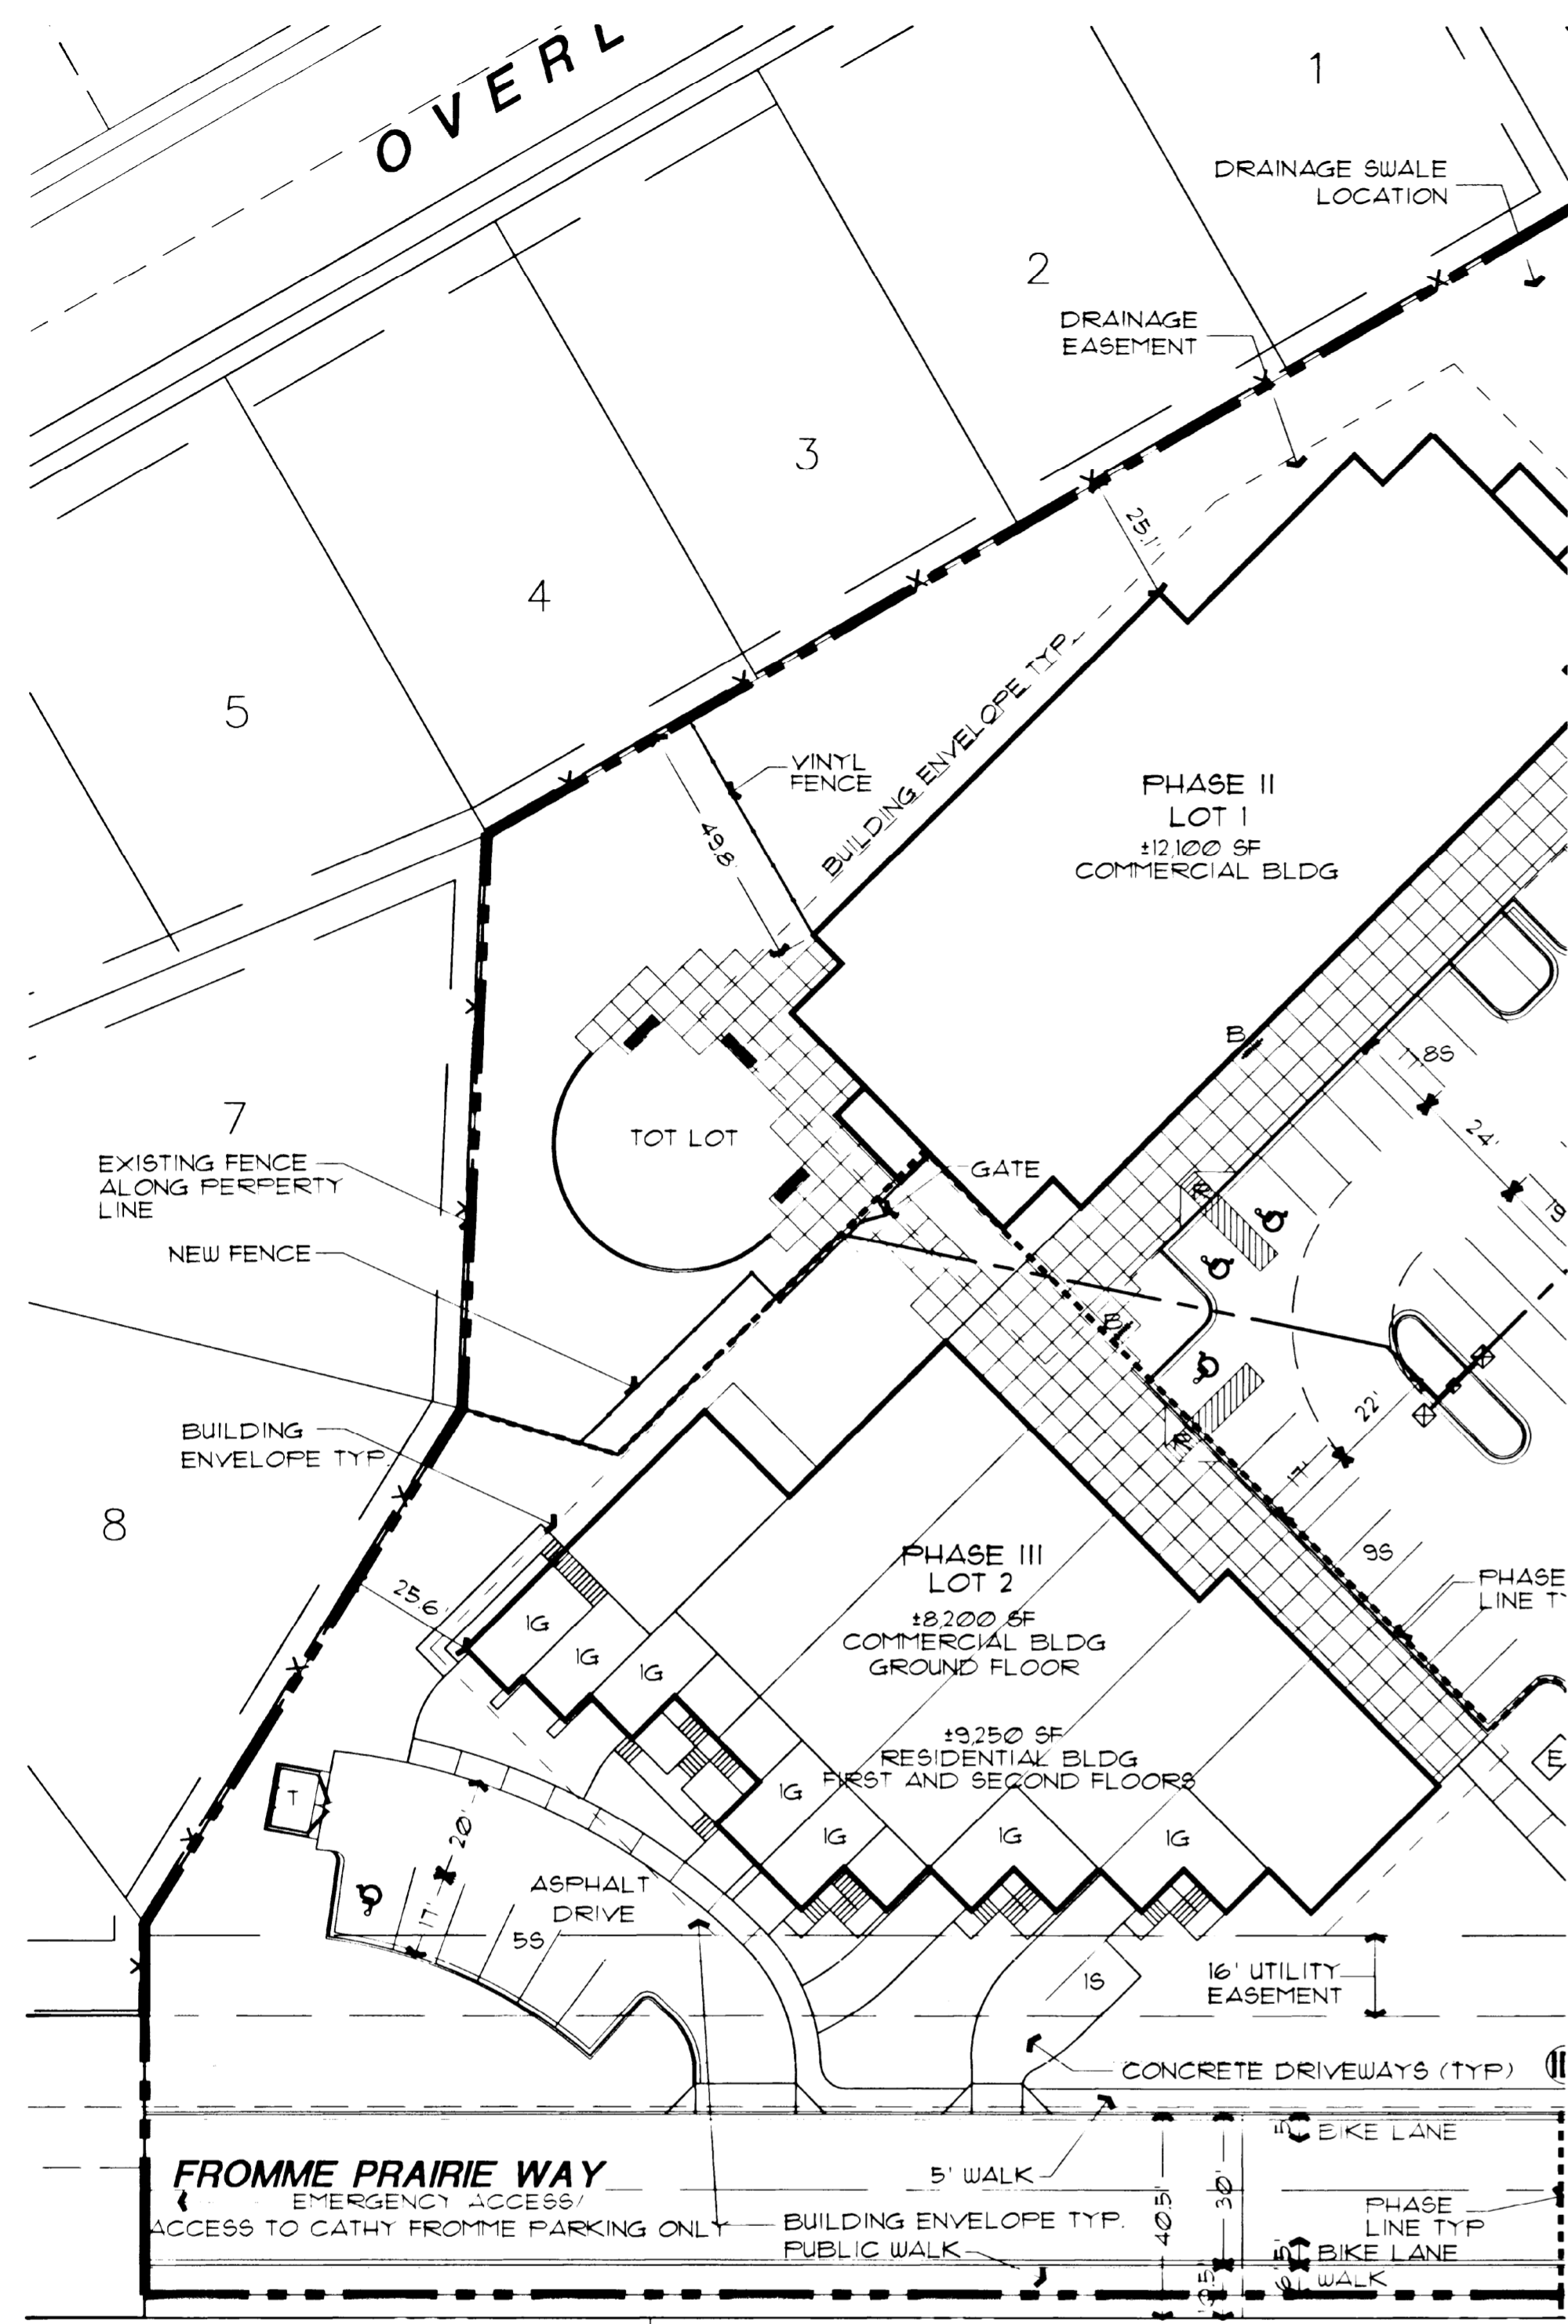 OVERL
1
DRAINAGE SWALE
LOCATION
2
DRAINAGE
EASEMENT
3
25.1'
4
BUILDING ENVELOPE TYP.
5
VINYL
FENCE
49.8'
PHASE II
LOT 1
±12,100 SF
COMMERCIAL BLDG
B
8S
7
TOT LOT
24'
EXISTING FENCE
ALONG PERPERTY
LINE
GATE
19
NEW FENCE
22'
BUILDING
ENVELOPE TYP.
17'
8
9S
PHASE III
LOT 2
PHASE
LINE T
25.6'
±8,200 SF
COMMERCIAL BLDG
GROUND FLOOR
1G
1G
1G
±9,250 SF
RESIDENTIAL BLDG
FIRST AND SECOND FLOORS
E
T
1G
1G
1G
1G
20'
ASPHALT
DRIVE
17'
5S
1S
16' UTILITY
EASEMENT
CONCRETE DRIVEWAYS (TYP)
5'
BIKE LANE
FROMME PRAIRIE WAY
5' WALK
30'
40.5'
EMERGENCY ACCESS/
ACCESS TO CATHY FROMME PARKING ONLY
BUILDING ENVELOPE TYP.
PUBLIC WALK
PHASE
LINE TYP
BIKE LANE
6.5'
WALK